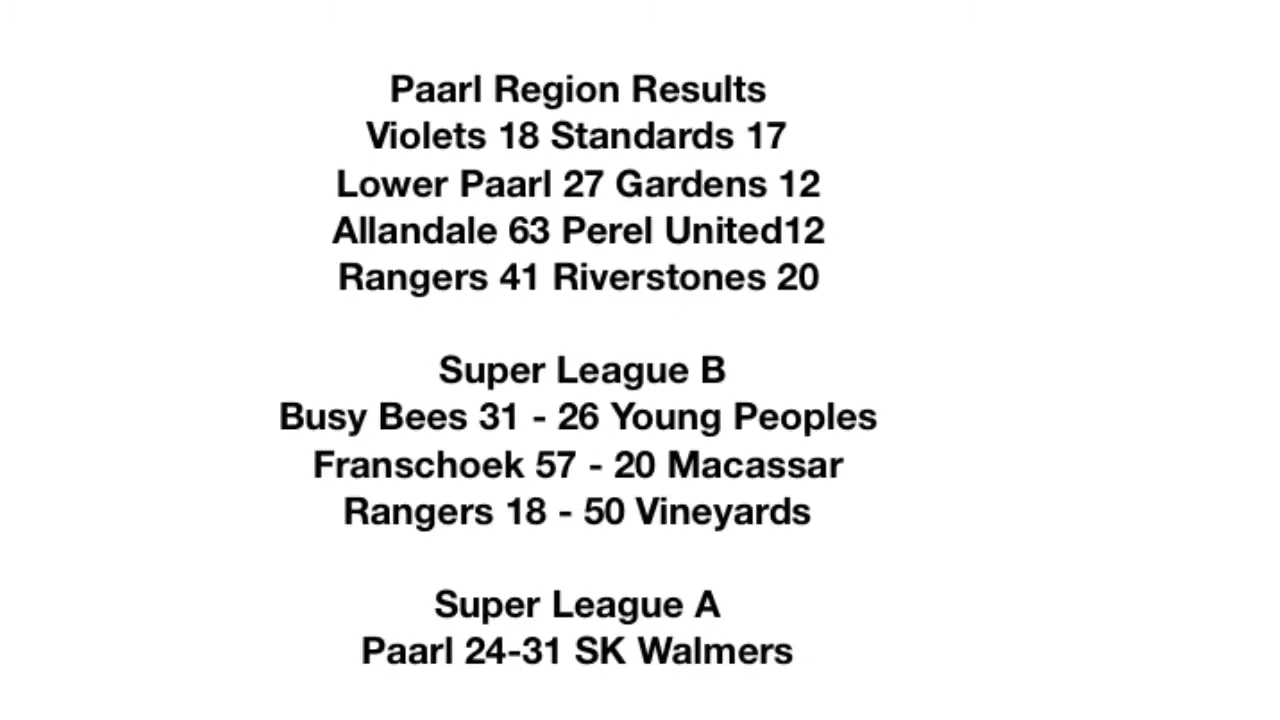 Paarl Region Results
Violets 18 Standards 17
Lower Paarl 27 Gardens 12
Allandale 63 Perel United12
Rangers 41 Riverstones 20
Super League B
Busy Bees 31 - 26 Young Peoples
Franschoek 57 - 20 Macassar
Rangers 18 - 50 Vineyards
Super League A
Paarl 24-31 SK Walmers